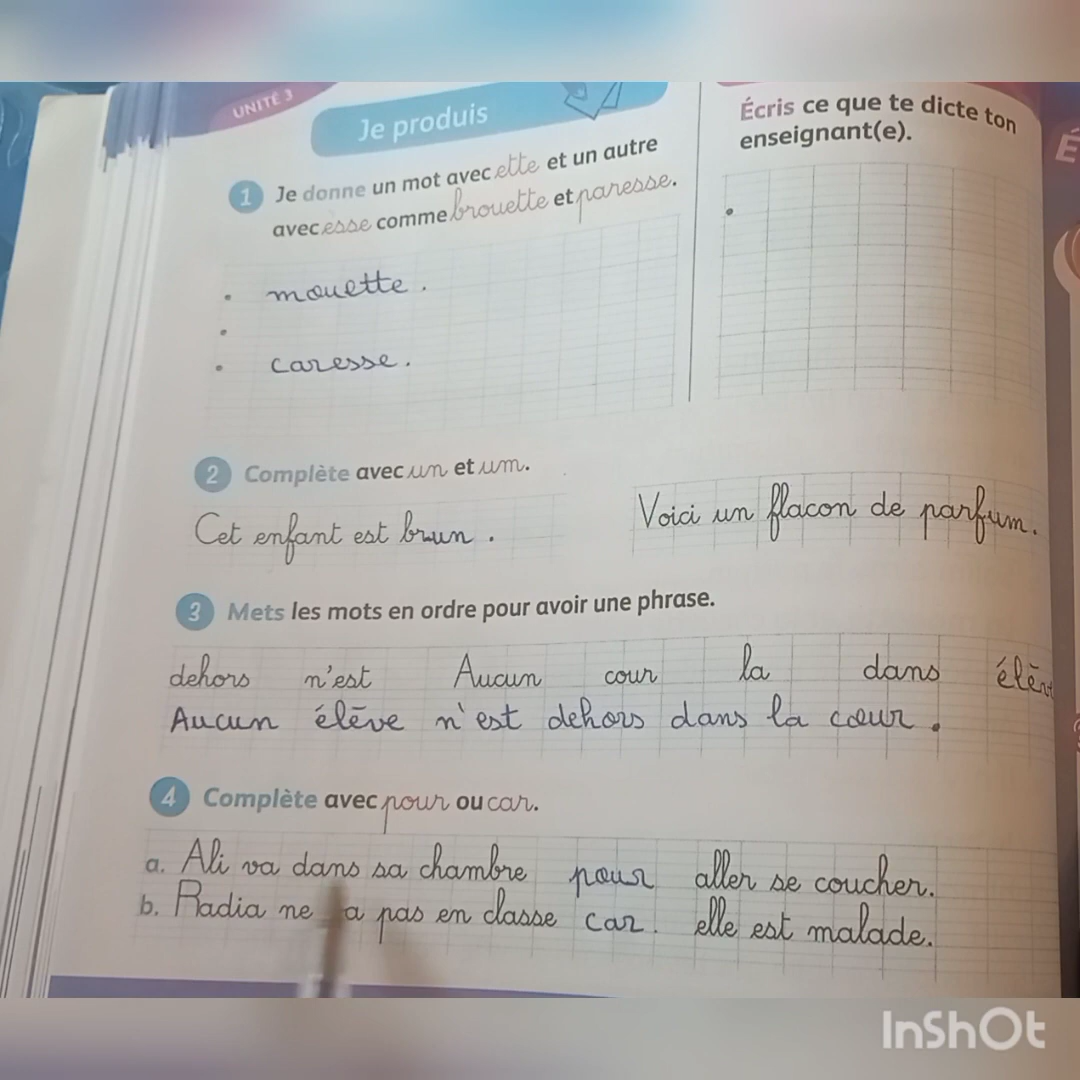 UNITÉ 3
Je produis
1 Je donne un mot avec ette et un autre
avec esse comme brouette et paresse.
• mouette.
•
• caresse.
Écris ce que te dicte ton
enseignant(e).
•
2 Complète avec un et um.
Cet enfant est brun.
Voici un flacon de parfum.
3 Mets les mots en ordre pour avoir une phrase.
dehors n'est Aucun cour la dans
Aucun élève n'est dehors dans la cour.
4 Complète avec pour ou car.
a. Ali va dans sa chambre pour aller se coucher.
b. Radia ne pas en classe car elle est malade.
InShOt